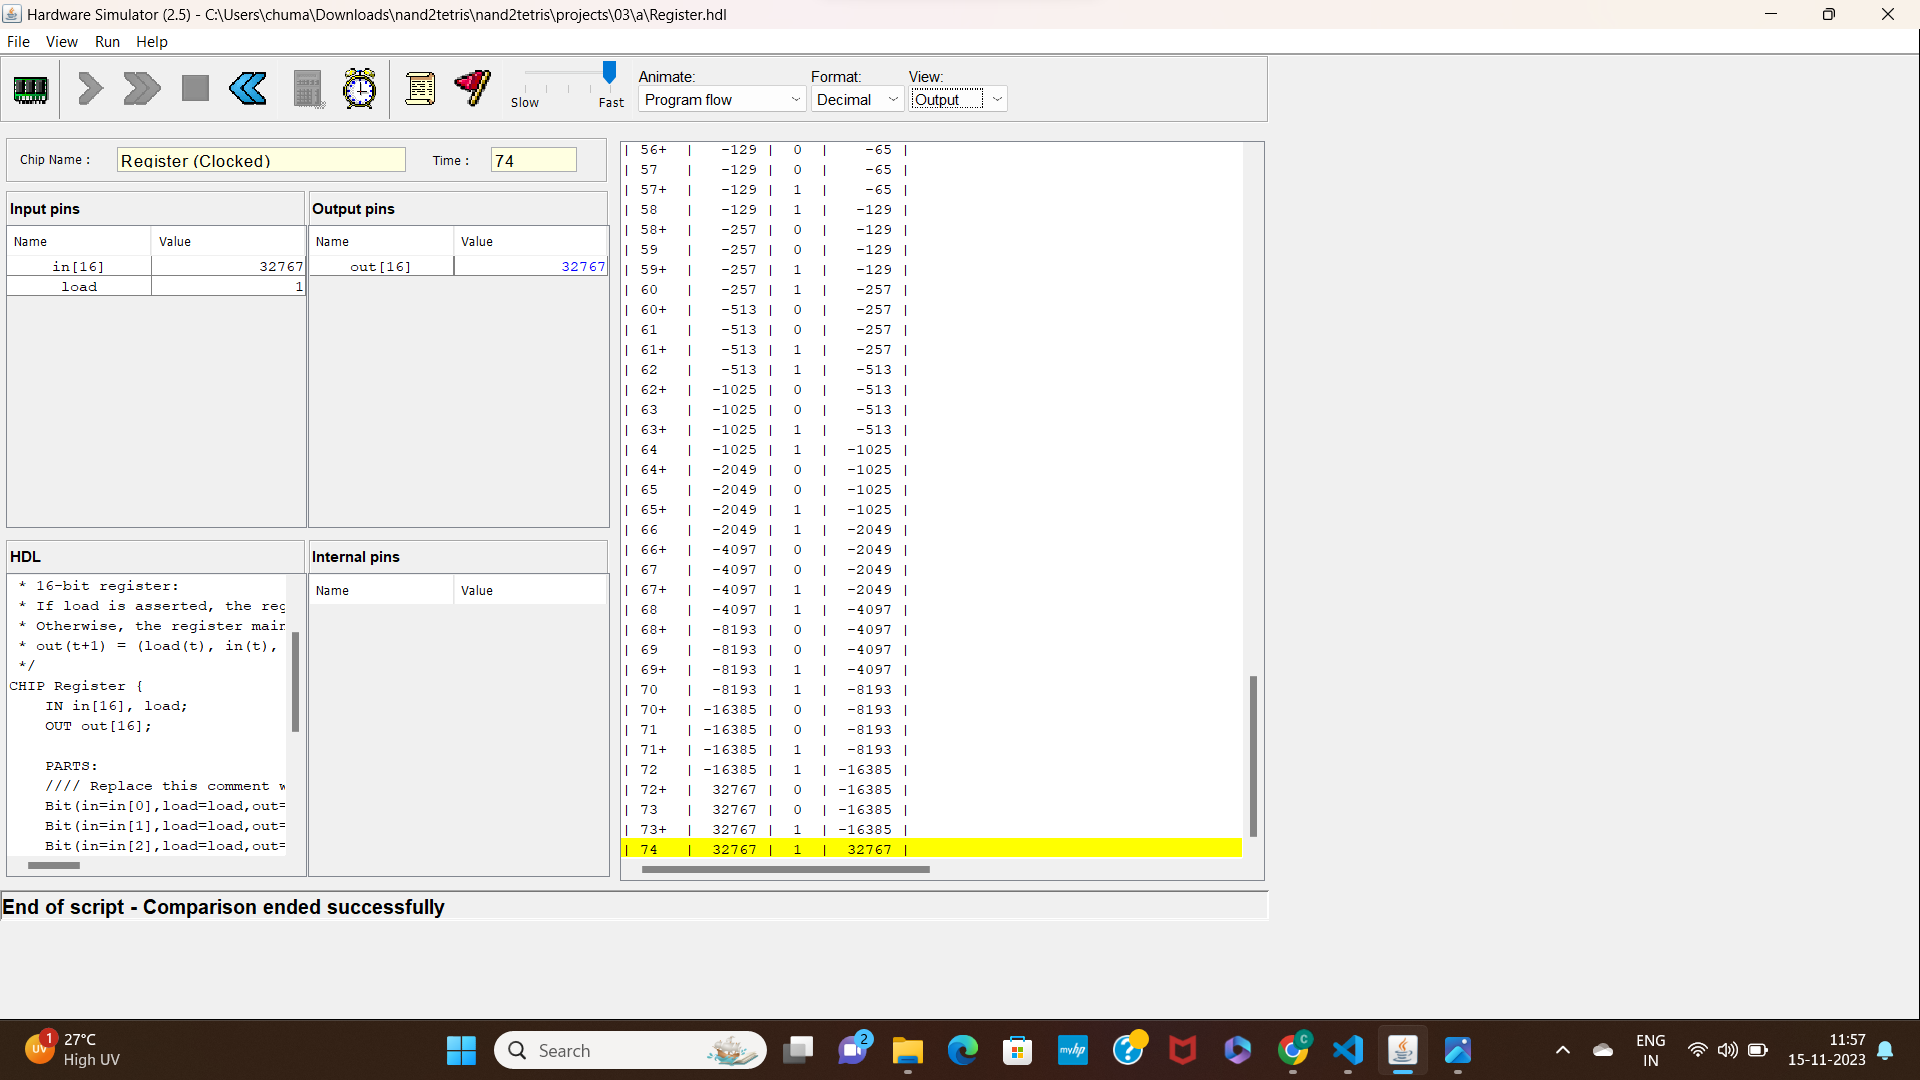 Hardware Simulator (2.5) - C:\Users\chuma\Downloads\nand2tetris\nand2tetris\projects\03\a\Register.hdl
File View Run Help
Slow Fast
Animate: Format: View:
Program flow Decimal Output
Chip Name : Register (Clocked) Time : 74
Input pins Output pins
Name Value Name Value
in[16] 32767 out[16] 32767
load 1
HDL Internal pins
Name Value
* 16-bit register:
* If load is asserted, the reg
* Otherwise, the register main
* out(t+1) = (load(t), in(t),
*/
CHIP Register {
IN in[16], load;
OUT out[16];
PARTS:
//// Replace this comment w
Bit(in=in[0],load=load,out=
Bit(in=in[1],load=load,out=
Bit(in=in[2],load=load,out=
| 56+ | -129 | 0 | -65 |
| 57 | -129 | 0 | -65 |
| 57+ | -129 | 1 | -65 |
| 58 | -129 | 1 | -129 |
| 58+ | -257 | 0 | -129 |
| 59 | -257 | 0 | -129 |
| 59+ | -257 | 1 | -129 |
| 60 | -257 | 1 | -257 |
| 60+ | -513 | 0 | -257 |
| 61 | -513 | 0 | -257 |
| 61+ | -513 | 1 | -257 |
| 62 | -513 | 1 | -513 |
| 62+ | -1025 | 0 | -513 |
| 63 | -1025 | 0 | -513 |
| 63+ | -1025 | 1 | -513 |
| 64 | -1025 | 1 | -1025 |
| 64+ | -2049 | 0 | -1025 |
| 65 | -2049 | 0 | -1025 |
| 65+ | -2049 | 1 | -1025 |
| 66 | -2049 | 1 | -2049 |
| 66+ | -4097 | 0 | -2049 |
| 67 | -4097 | 0 | -2049 |
| 67+ | -4097 | 1 | -2049 |
| 68 | -4097 | 1 | -4097 |
| 68+ | -8193 | 0 | -4097 |
| 69 | -8193 | 0 | -4097 |
| 69+ | -8193 | 1 | -4097 |
| 70 | -8193 | 1 | -8193 |
| 70+ | -16385 | 0 | -8193 |
| 71 | -16385 | 0 | -8193 |
| 71+ | -16385 | 1 | -8193 |
| 72 | -16385 | 1 | -16385 |
| 72+ | 32767 | 0 | -16385 |
| 73 | 32767 | 0 | -16385 |
| 73+ | 32767 | 1 | -16385 |
| 74 | 32767 | 1 | 32767 |
End of script - Comparison ended successfully
UV 1 27°C
High UV
Search
2
myhp
?
C
ENG
IN
11:57
15-11-2023